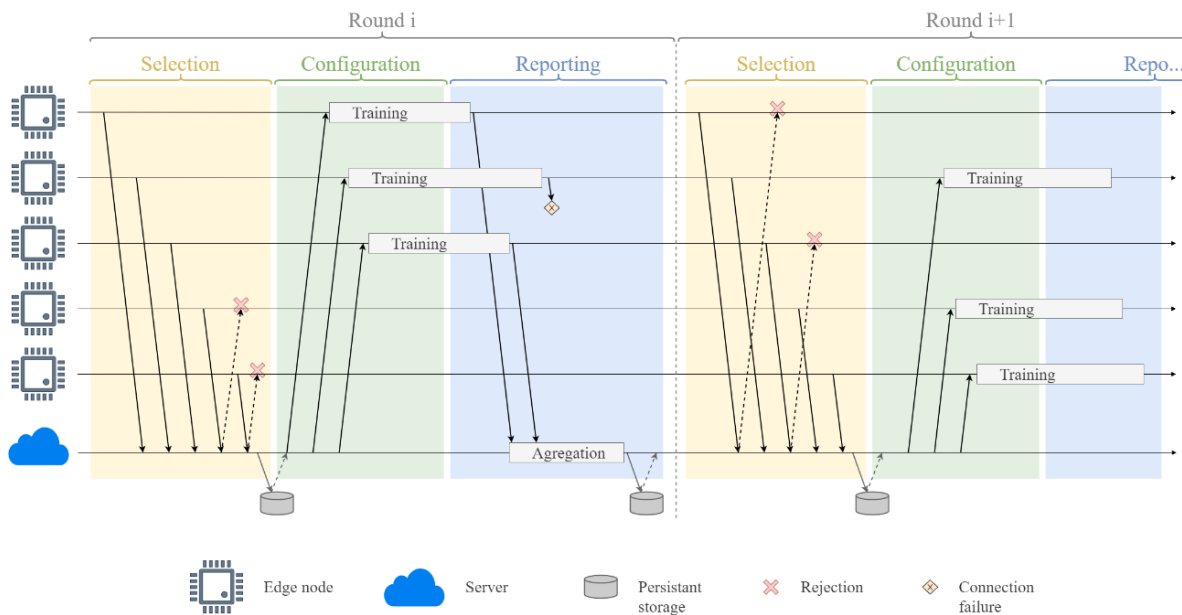 Round i
Round i+1
Selection
Configuration
Reporting
Selection
Configuration
Repo...
Training
Training
Training
Training
Training
Training
Agregation
Edge node
Server
Persistant
storage
Rejection
Connection
failure